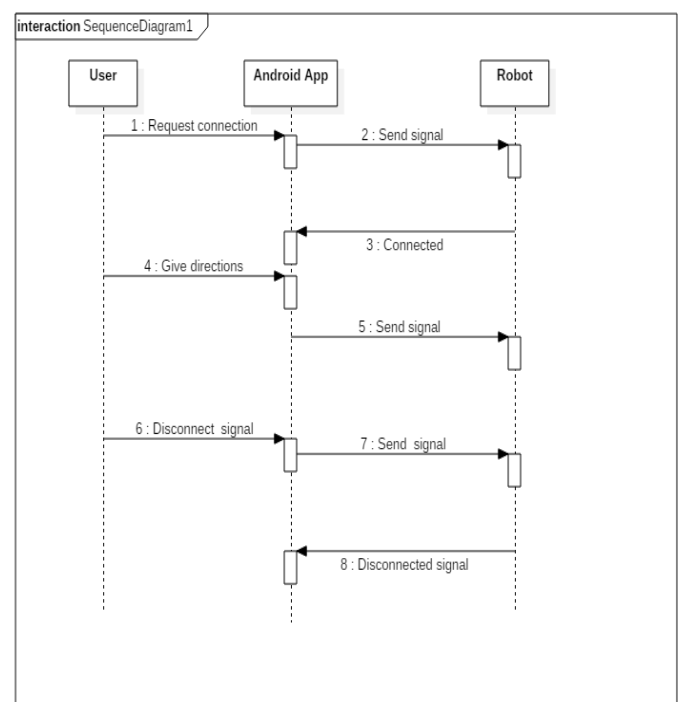 interaction SequenceDiagram1
User
Android App
Robot
1 : Request connection
2 : Send signal
3 : Connected
4 : Give directions
5 : Send signal
6 : Disconnect  signal
7 : Send  signal
8 : Disconnected signal